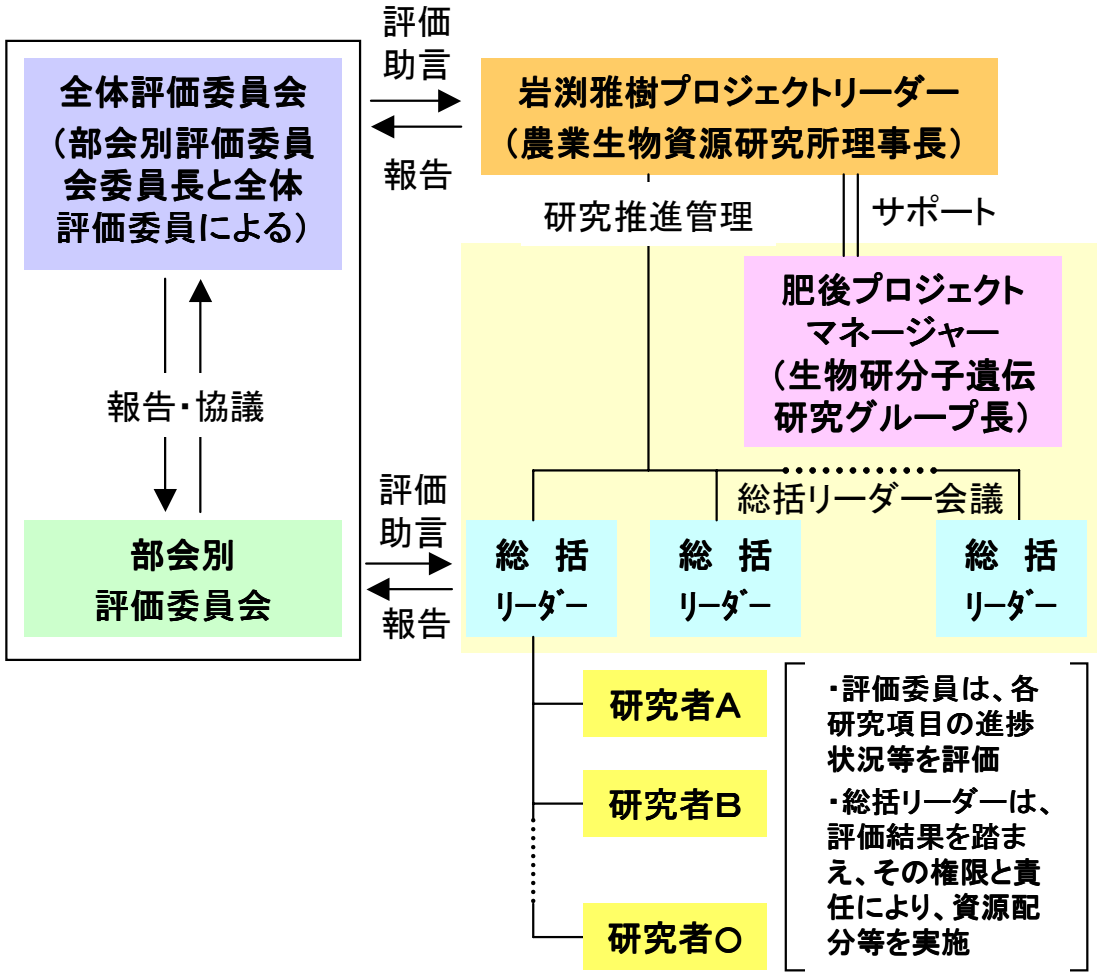 評価
助言
全体評価委員会
（部会別評価委員
会委員長と全体
評価委員による）
岩渕雅樹プロジェクトリーダー
（農業生物資源研究所理事長）
報告
研究推進管理
サポート
肥後プロジェクト
マネージャー
（生物研分子遺伝
研究グループ長）
報告・協議
評価
助言
総括リーダー会議
部会別
評価委員会
総　括
ﾘｰﾀﾞｰ
総　括
ﾘｰﾀﾞｰ
総　括
ﾘｰﾀﾞｰ
報告
研究者Ａ
研究者Ｂ
研究者○
・評価委員は、各
研究項目の進捗
状況等を評価
・総括リーダーは、
評価結果を踏ま
え、その権限と責
任により、資源配
分等を実施